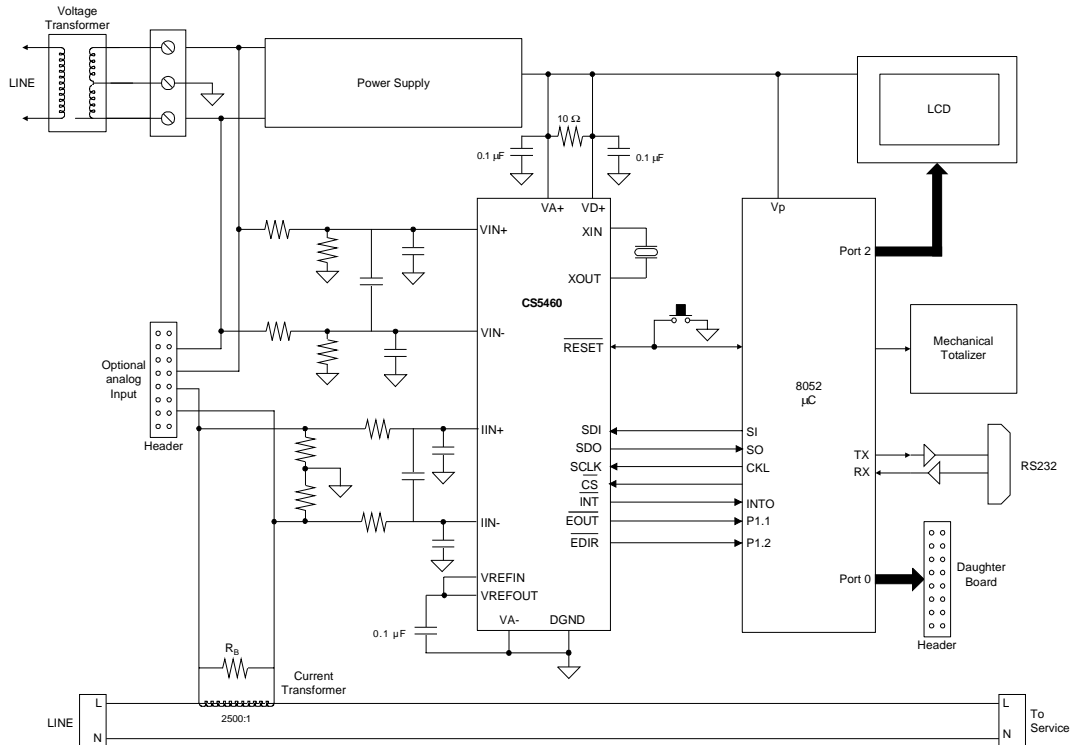 Voltage
Transformer
LINE
Power Supply
LCD
10 Ω
0.1 µF
0.1 µF
VA+
VD+
Vp
VIN+
XIN
XOUT
Port 2
CS5460
VIN-
RESET
Mechanical
Totalizer
Optional
analog
Input
Header
8052
µC
IIN+
SDI
SI
SDO
SO
SCLK
CKL
CS
INT
INTO
EOUT
P1.1
EDIR
P1.2
TX
RX
RS232
IIN-
VREFIN
VREFOUT
Port 0
Daughter
Board
Header
0.1 µF
VA-
DGND
RB
Current
Transformer
2500:1
LINE
L
N
L
N
To
Service